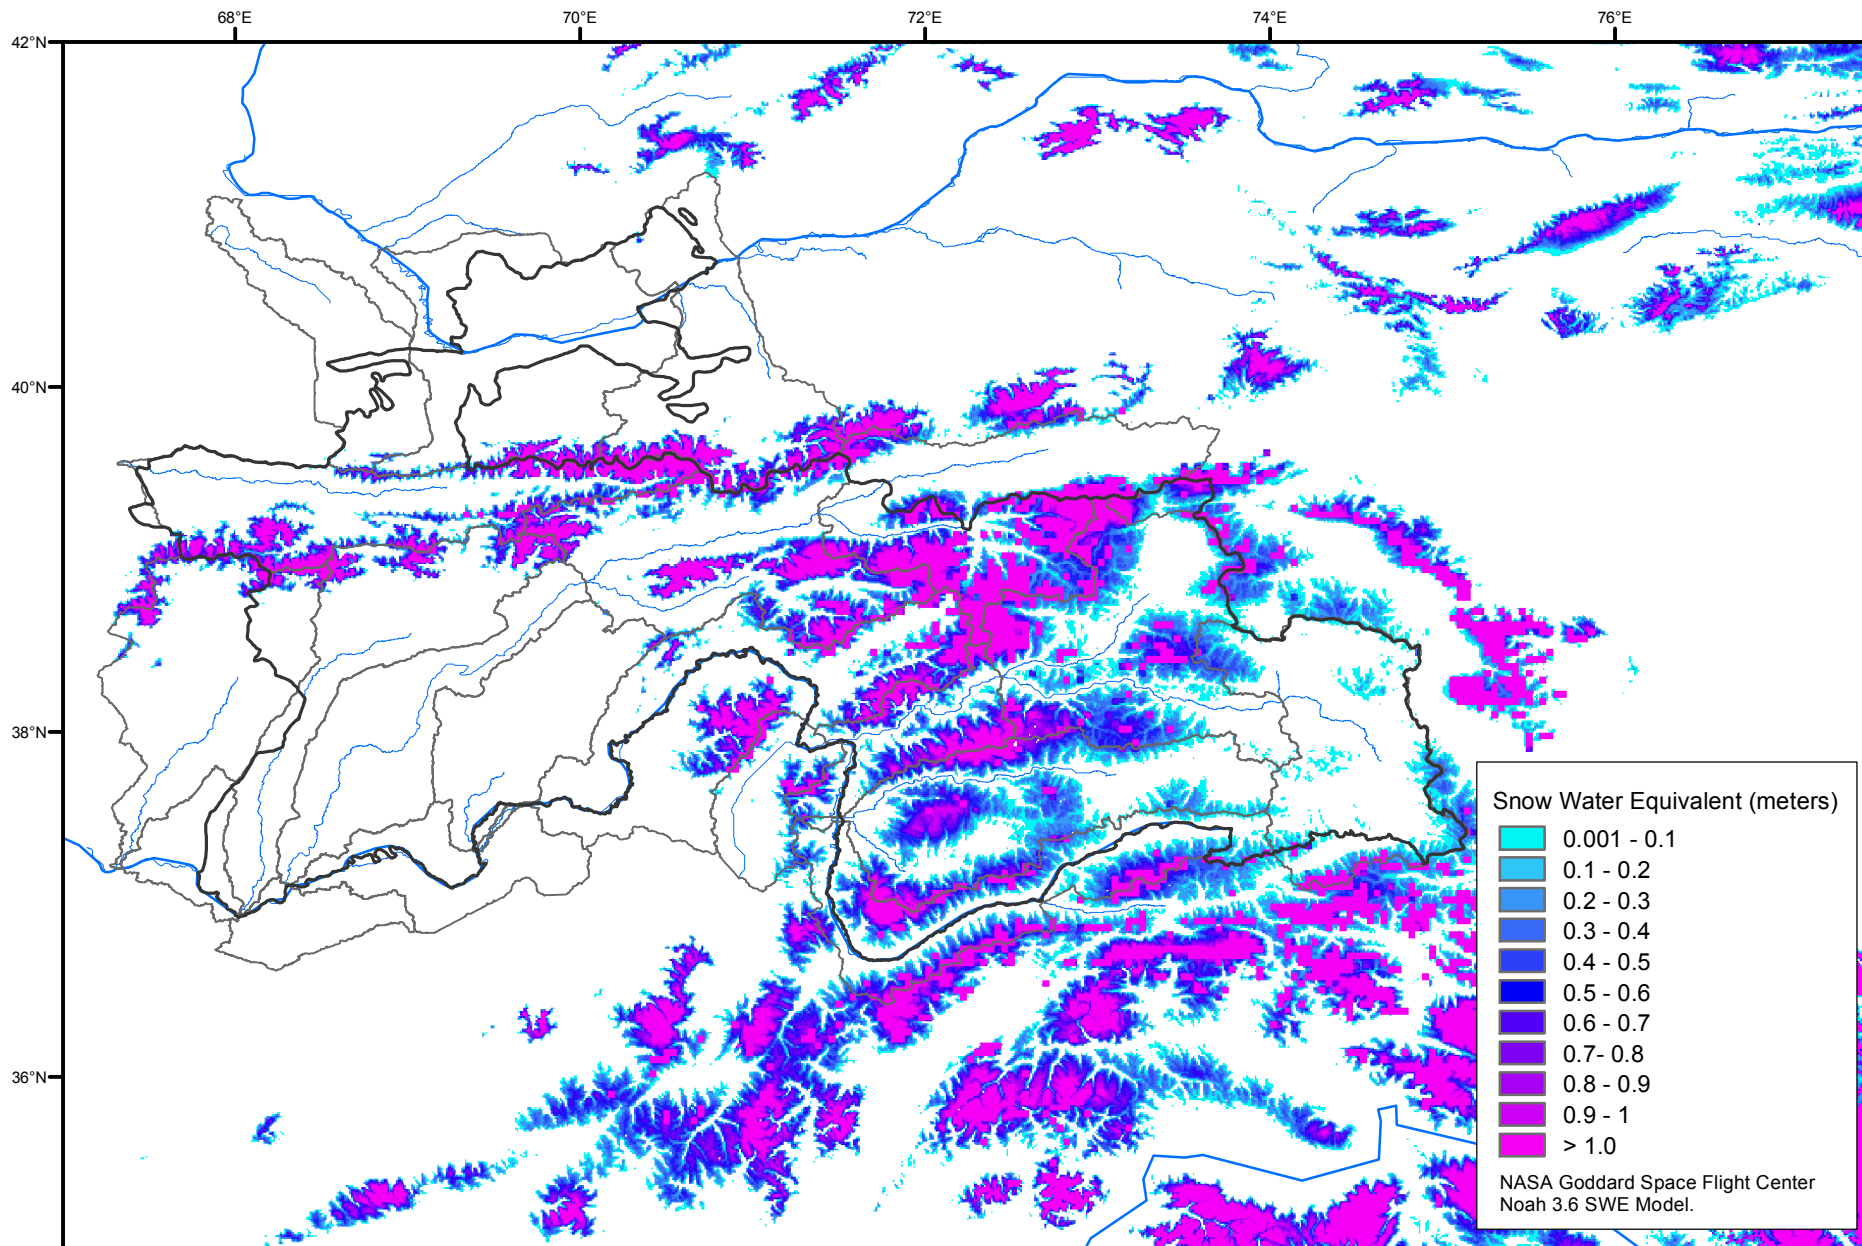 68°E
70°E
72°E
74°E
76°E
42°N
40°N
38°N
36°N
Snow Water Equivalent (meters)
0.001 - 0.1
0.1 - 0.2
0.2 - 0.3
0.3 - 0.4
0.4 - 0.5
0.5 - 0.6
0.6 - 0.7
0.7- 0.8
0.8 - 0.9
0.9 - 1
> 1.0
NASA Goddard Space Flight Center
Noah 3.6 SWE Model.